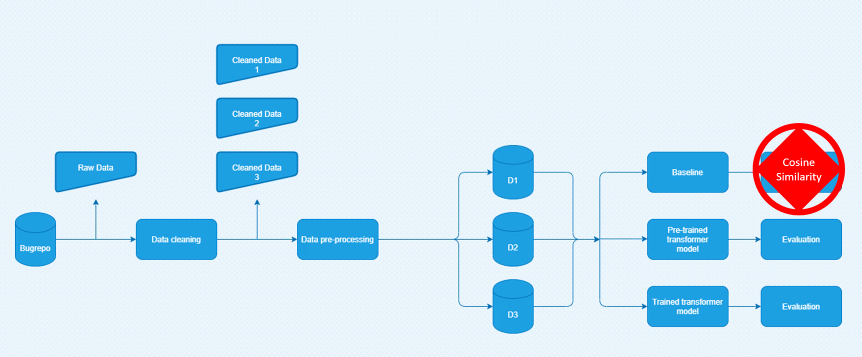 Cleaned Data
1
Cleaned Data
2
Raw Data
Cleaned Data
3
D1
Baseline
Cosine
Similarity
Bugrepo
Data cleaning
Data pre-processing
D2
Pre-trained
transformer
model
Evaluation
D3
Trained transformer
model
Evaluation